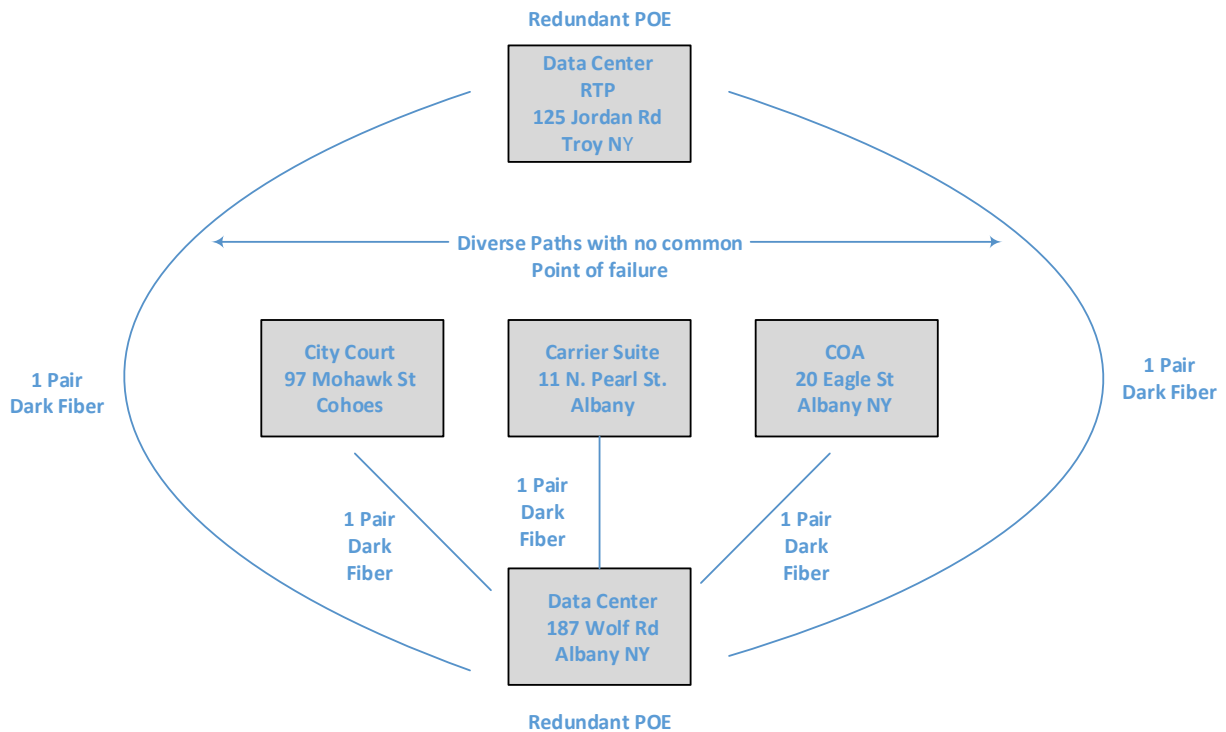 Redundant POE
Data Center
RTP
125 Jordan Rd
Troy NY
Diverse Paths with no common
Point of failure
City Court
97 Mohawk St
Cohoes
Carrier Suite
11 N. Pearl St.
Albany
COA
20 Eagle St
Albany NY
1 Pair
Dark Fiber
1 Pair
Dark Fiber
1 Pair
Dark
Fiber
1 Pair
Dark
Fiber
1 Pair
Dark
Fiber
Data Center
187 Wolf Rd
Albany NY
Redundant POE